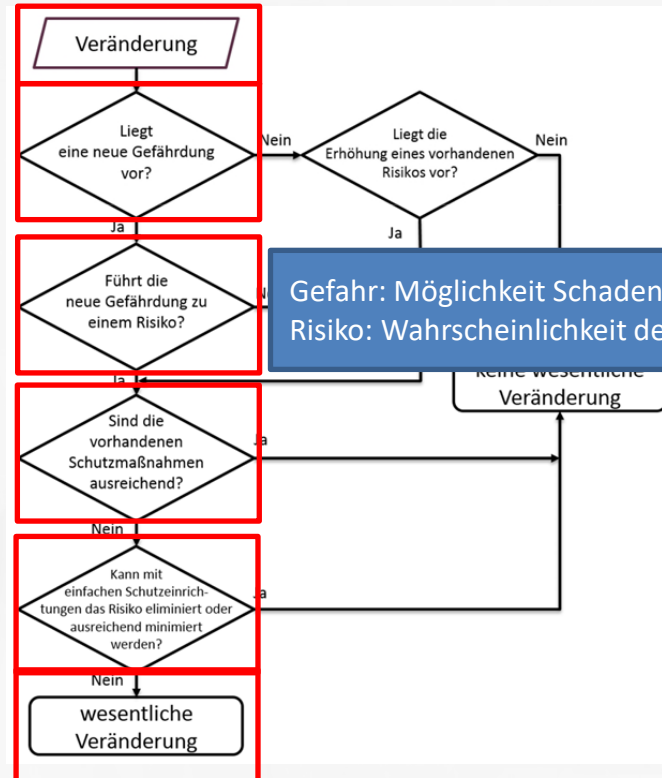 Veränderung
Liegt
eine neue Gefährdung
vor?
Nein
Liegt die
Erhöhung eines vorhandenen
Risikos vor?
Nein
Ja
Ja
Führt die
neue Gefährdung zu
einem Risiko?
Gefahr: Möglichkeit Schaden
Risiko: Wahrscheinlichkeit
keine wesentliche
Veränderung
Ja
Sind die
vorhandenen
Schutzmaßnahmen
ausreichend?
Ja
Nein
Kann mit
einfachen Schutzeinrich-
tungen das Risiko eliminiert oder
ausreichend minimiert
werden?
Ja
Nein
wesentliche
Veränderung